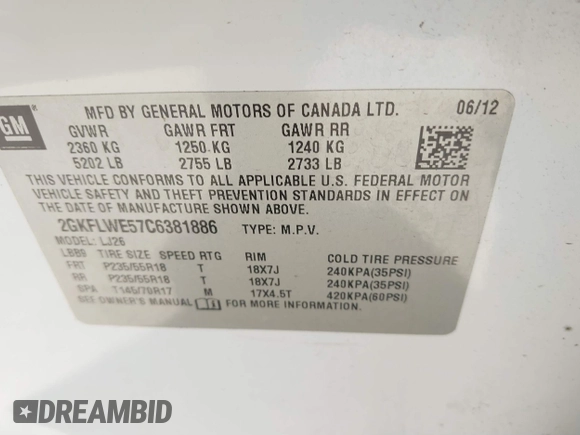 GM
®
MFD BY GENERAL MOTORS OF CANADA LTD. 06/12
GVWR GAWR FRT GAWR RR
2360 KG 1250 KG 1240 KG
5202 LB 2755 LB 2733 LB
THIS VEHICLE CONFORMS TO ALL APPLICABLE U.S. FEDERAL MOTOR
VEHICLE SAFETY AND THEFT PREVENTION STANDARDS IN EFFECT ON
THE DATE OF MANUFACTURE SHOWN ABOVE.
2GKFLWE57C6381886 TYPE: M.P.V.
MODEL: LJ26
LBB9 TIRE SIZE SPEED RTG RIM COLD TIRE PRESSURE
FRT P235/55R18 T 18X7J 240KPA(35PSI)
RR P235/55R18 T 18X7J 240KPA(35PSI)
SPA T145/70R17 M 17X4.5T 420KPA(60PSI)
SEE OWNER'S MANUAL FOR MORE INFORMATION.
DREAMBID